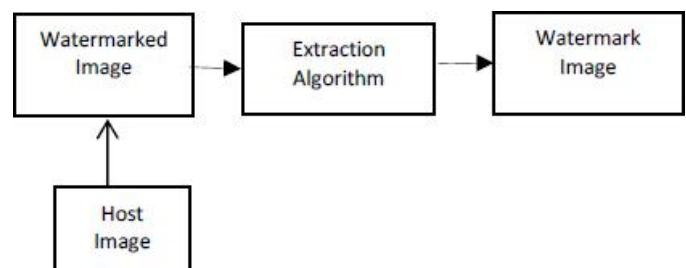 Watermarked
Image
Extraction
Algorithm
Watermark
Image
Host
Image